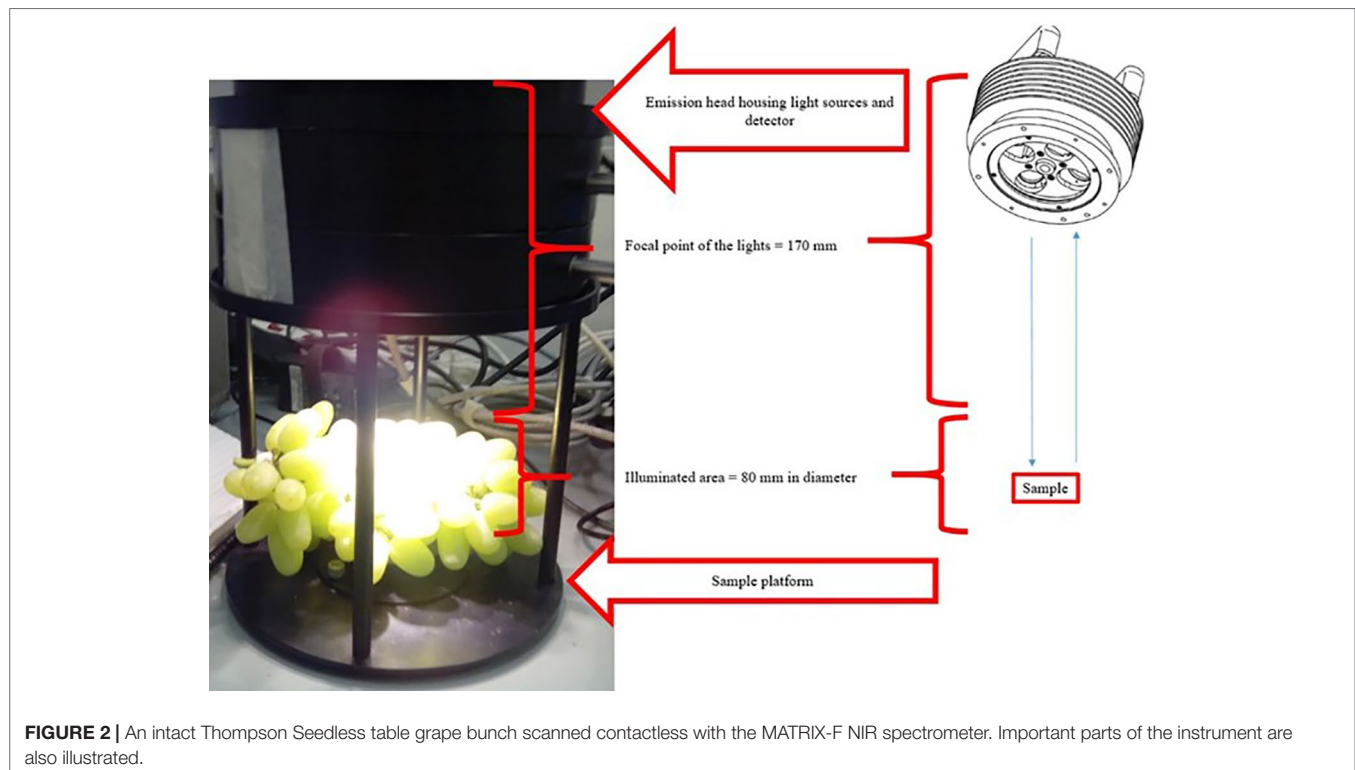 Emission head housing light sources and
detector
Focal point of the lights = 170 mm
Illuminated area = 80 mm in diameter
Sample
Sample platform
FIGURE 2 | An intact Thompson Seedless table grape bunch scanned contactless with the MATRIX-F NIR spectrometer. Important parts of the instrument are
also illustrated.